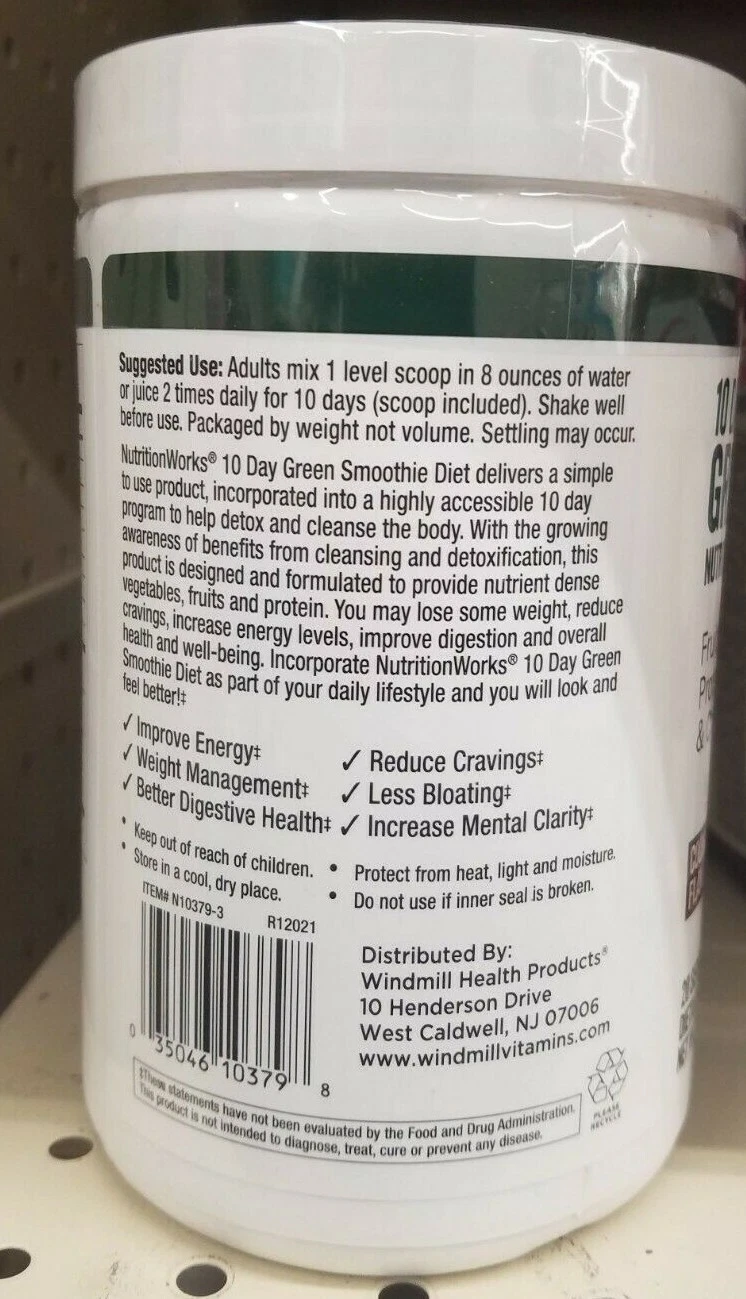 Suggested Use: Adults mix 1 level scoop in 8 ounces of water
or juice 2 times daily for 10 days (scoop included). Shake well
before use. Packaged by weight not volume. Settling may occur.
NutritionWorks® 10 Day Green Smoothie Diet delivers a simple
to use product, incorporated into a highly accessible 10 day
program to help detox and cleanse the body. With the growing
awareness of benefits from cleansing and detoxification, this
product is designed and formulated to provide nutrient dense
vegetables, fruits and protein. You may lose some weight, reduce
cravings, increase energy levels, improve digestion and overall
health and well-being. Incorporate NutritionWorks® 10 Day Green
Smoothie Diet as part of your daily lifestyle and you will look and
feel better!‡
✓ Improve Energy‡
✓ Weight Management‡
✓ Better Digestive Health‡
✓ Reduce Cravings‡
✓ Less Bloating‡
✓ Increase Mental Clarity‡
• Keep out of reach of children.
• Store in a cool, dry place.
• Protect from heat, light and moisture.
• Do not use if inner seal is broken.
ITEM# N10379-3 R12021
0 35046 10379 8
Distributed By:
Windmill Health Products®
10 Henderson Drive
West Caldwell, NJ 07006
www.windmillvitamins.com
PLEASE
RECYCLE
‡These statements have not been evaluated by the Food and Drug Administration.
This product is not intended to diagnose, treat, cure or prevent any disease.
10